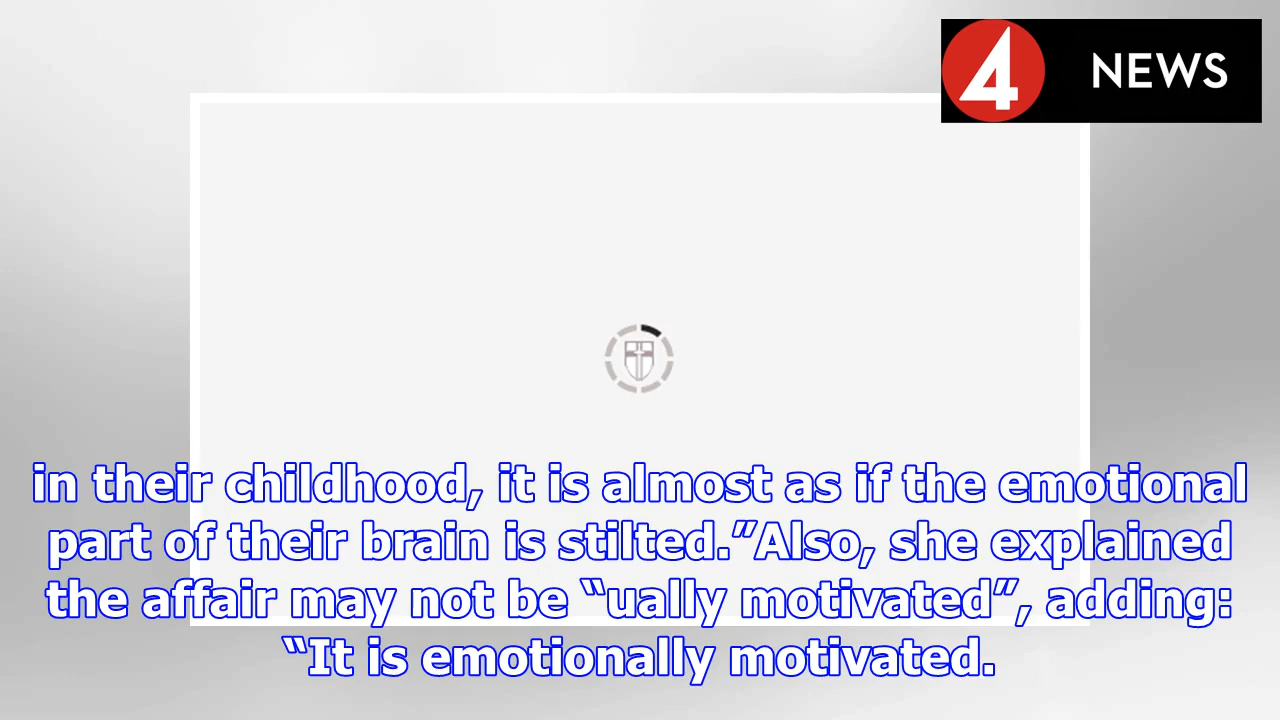 4 NEWS
in their childhood, it is almost as if the emotional
part of their brain is stilted.”Also, she explained
the affair may not be “ually motivated”, adding:
“It is emotionally motivated.